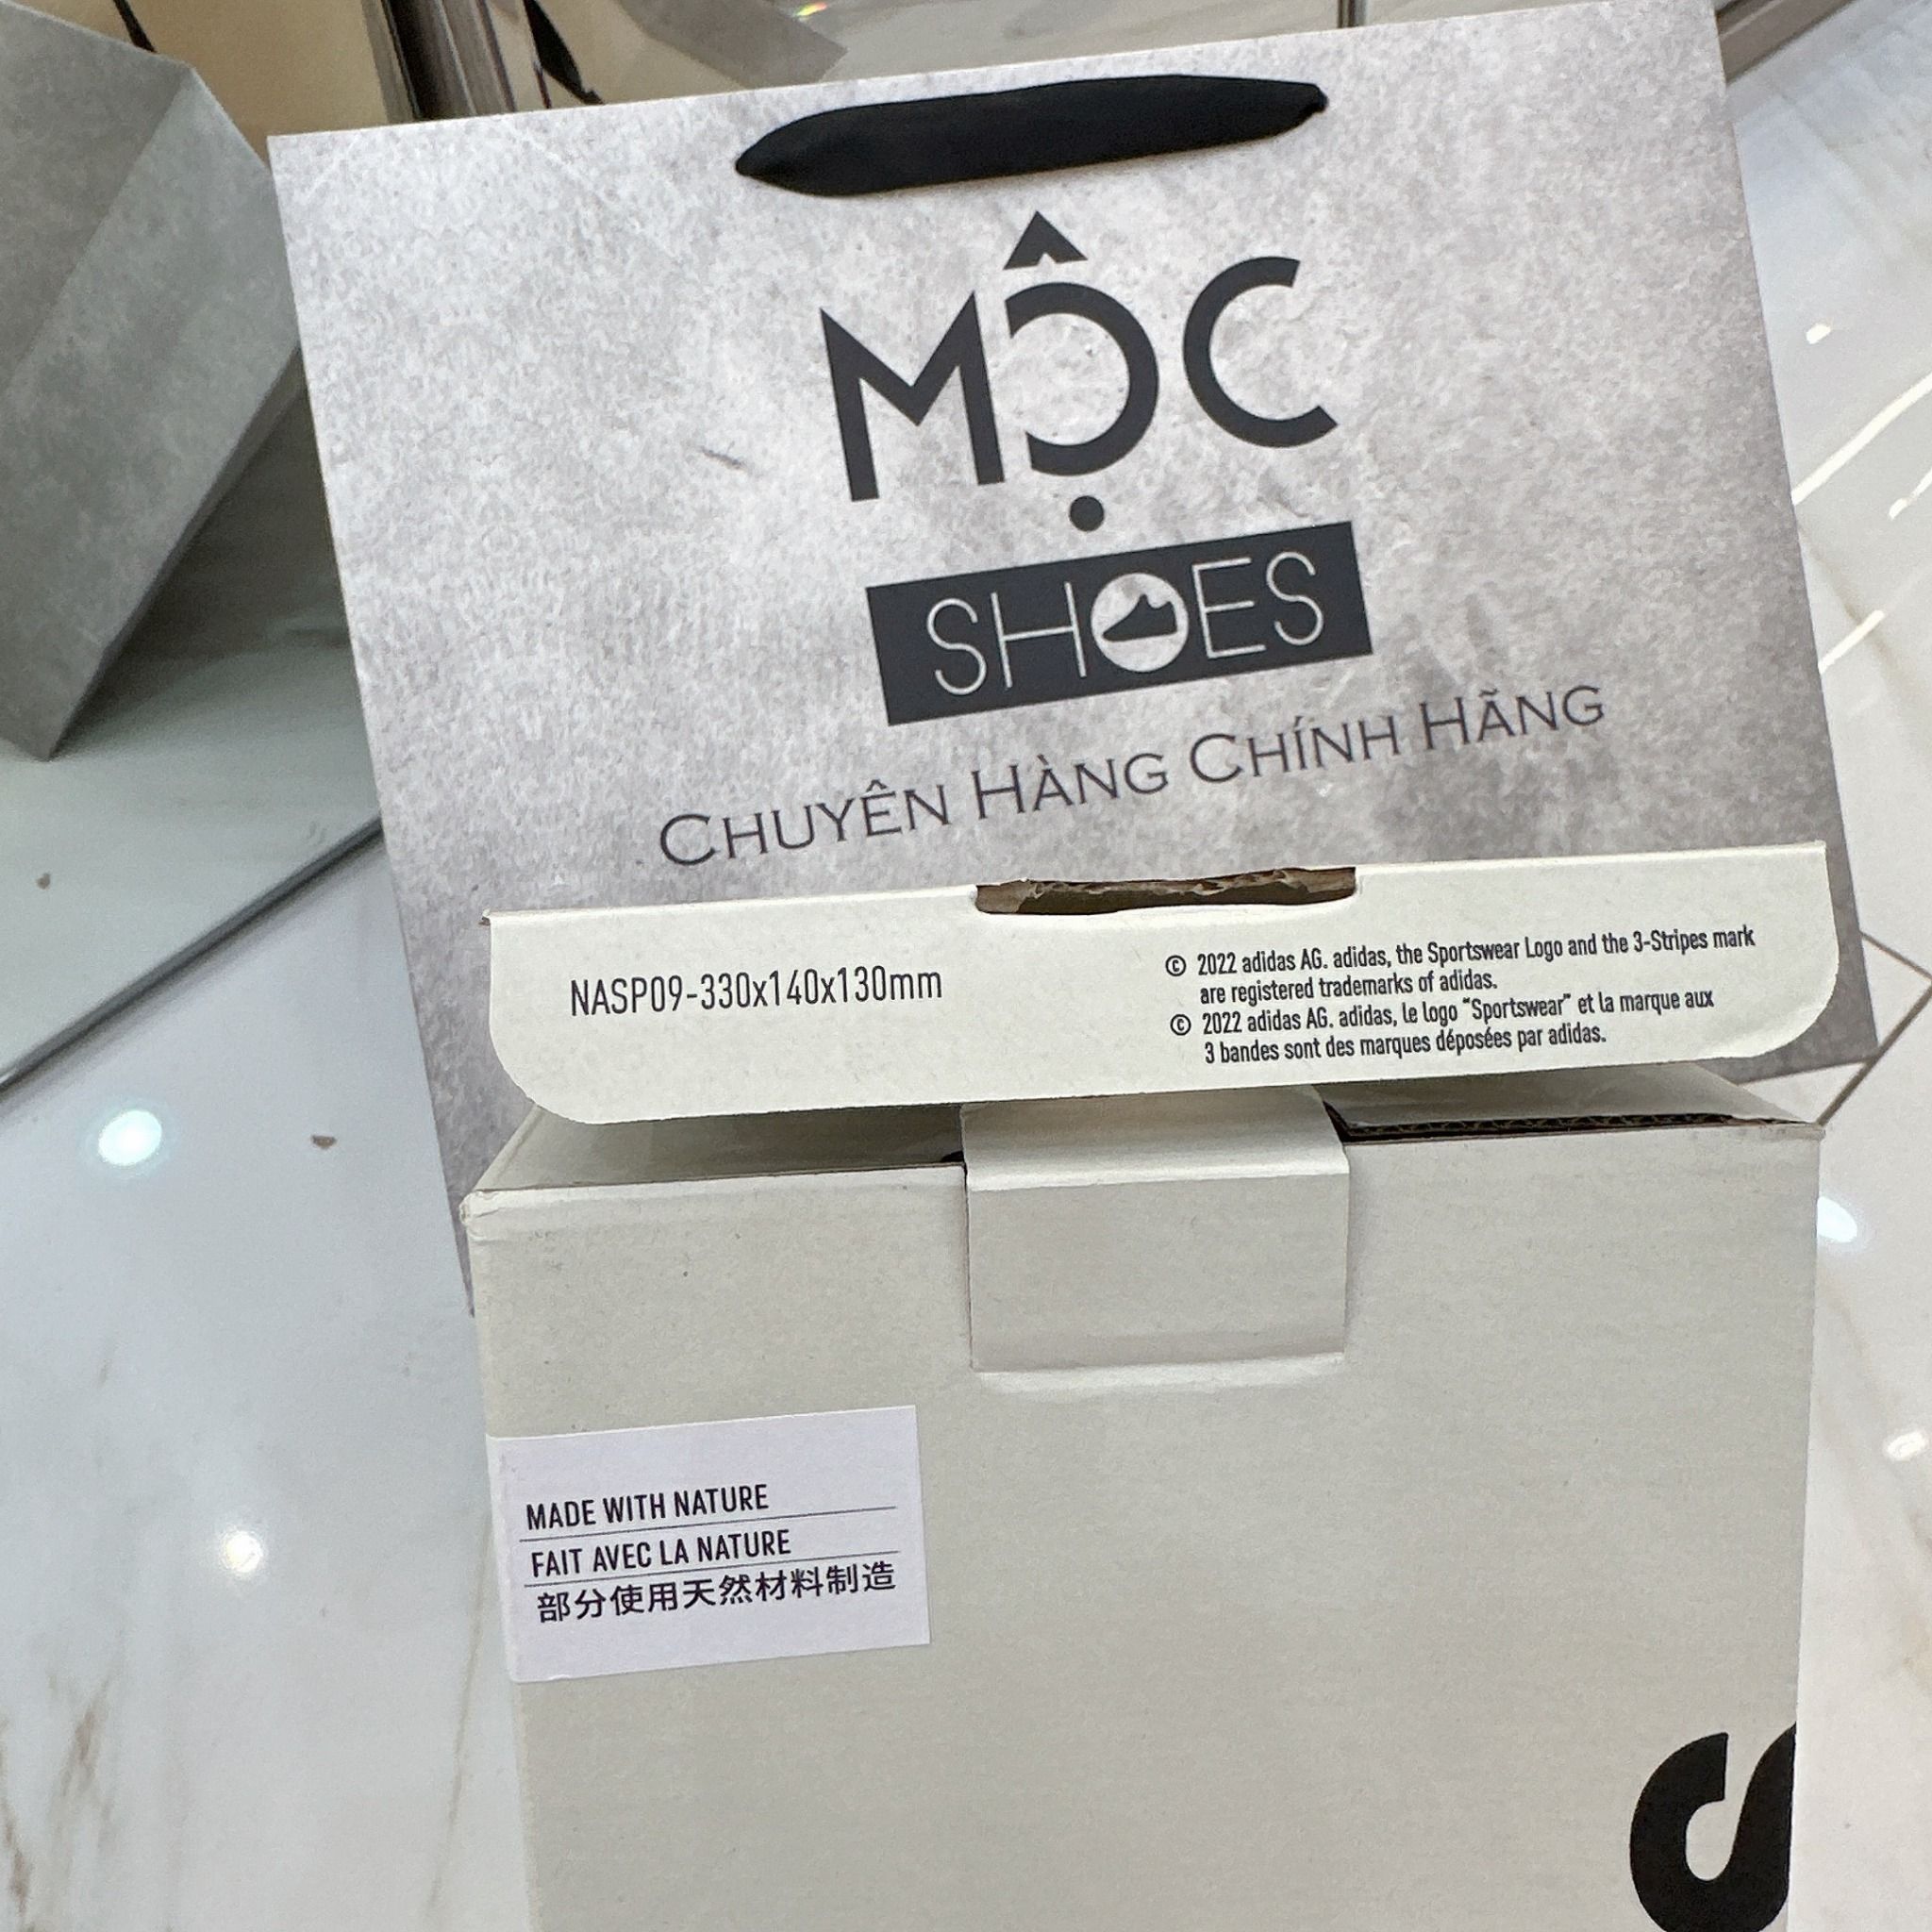 MỘC
SHOES
CHUYÊN HÀNG CHÍNH HÃNG
NASP09-330x140x130mm
© 2022 adidas AG. adidas, the Sportswear Logo and the 3-Stripes mark
are registered trademarks of adidas.
© 2022 adidas AG. adidas, le logo “Sportswear” et la marque aux
3 bandes sont des marques déposées par adidas.
MADE WITH NATURE
FAIT AVEC LA NATURE
部分使用天然材料制造